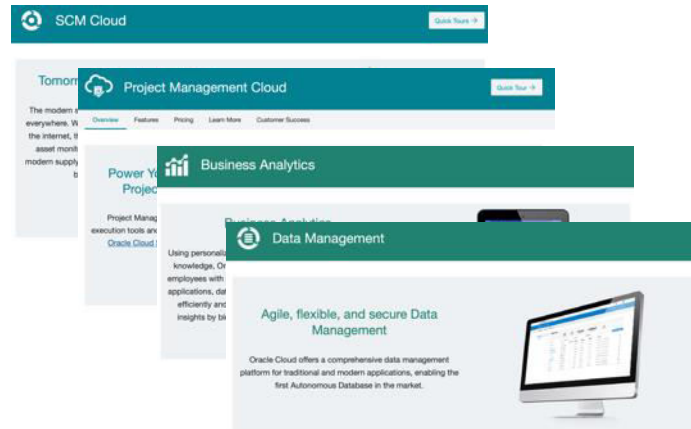 SCM Cloud
Quick Tours →
Tomorr
The modern s
everywhere. W
the internet, t
asset monit
modern supply
b
Project Management Cloud
Quick Tour →
Overview Features Pricing Learn More Customer Success
Power Yo
Projec
Project Manag
execution tools and
Oracle Cloud
Business Analytics
Business Analytics
Using personaliz
knowledge, Or
employees with
applications, dat
efficiently and
insights by bl
Data Management
Agile, flexible, and secure Data
Management
Oracle Cloud offers a comprehensive data management
platform for traditional and modern applications, enabling the
first Autonomous Database in the market.